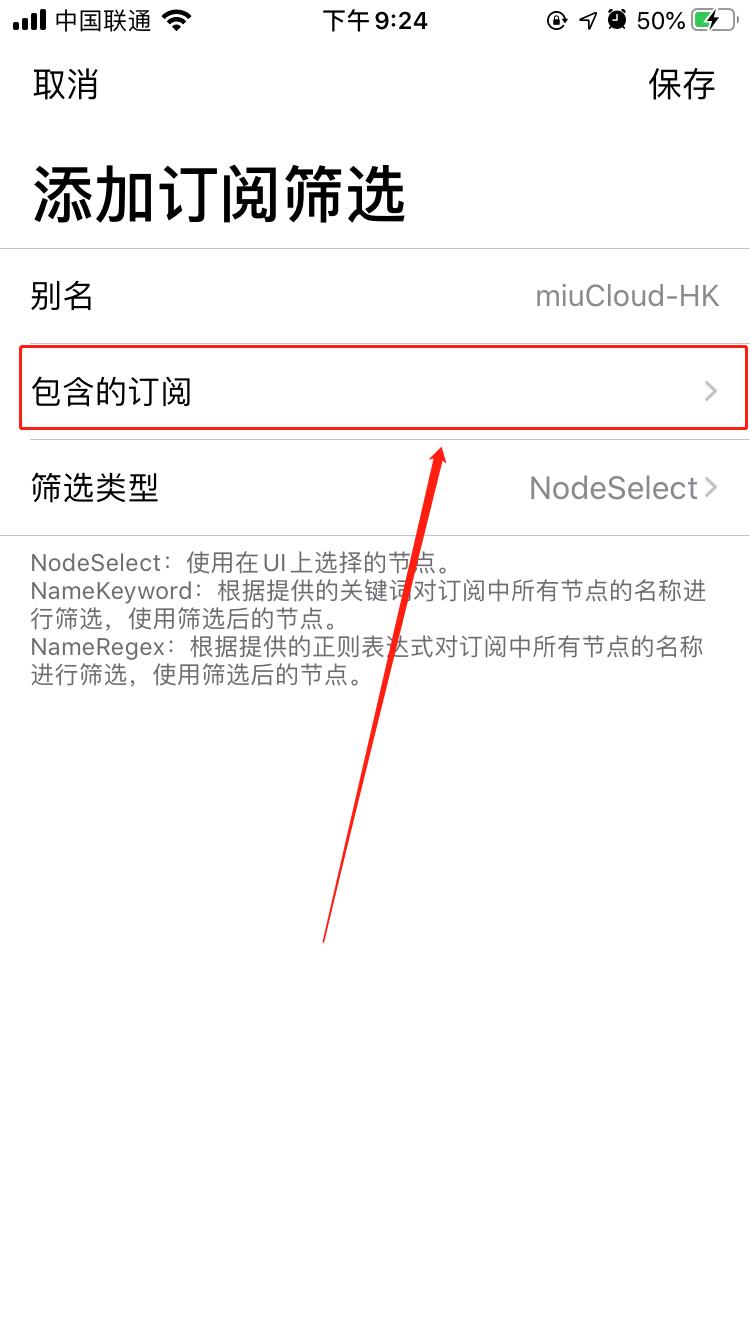 中国联通 下午9:24 50%
取消 保存
添加订阅筛选
别名 miuCloud-HK
包含的订阅
筛选类型 NodeSelect
NodeSelect：使用在UI上选择的节点。
NameKeyword：根据提供的关键词对订阅中所有节点的名称进
行筛选，使用筛选后的节点。
NameRegex：根据提供的正则表达式对订阅中所有节点的名称
进行筛选，使用筛选后的节点。